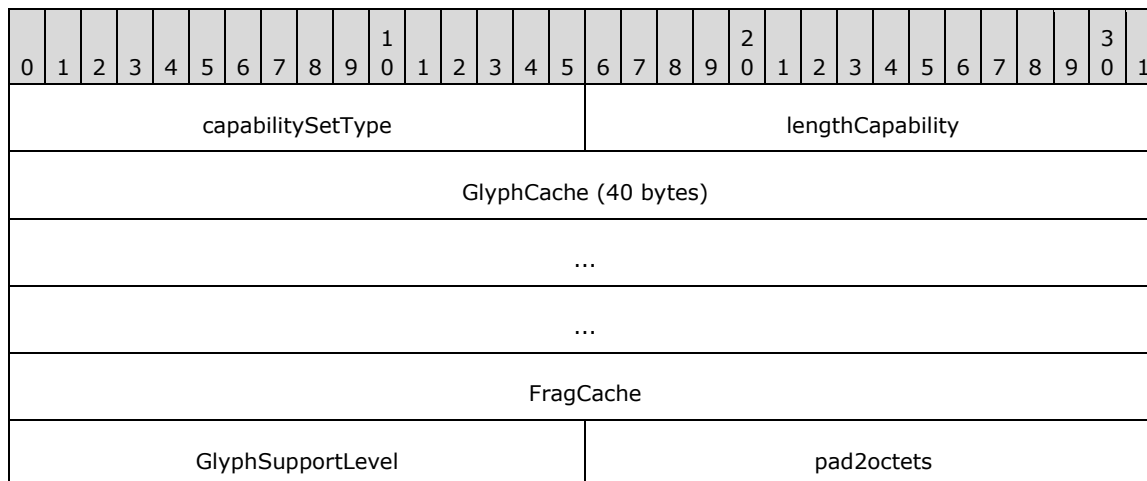 1 2 3
0 1 2 3 4 5 6 7 8 9 0 1 2 3 4 5 6 7 8 9 0 1 2 3 4 5 6 7 8 9 0 1
capabilitySetType lengthCapability
GlyphCache (40 bytes)
...
...
FragCache
GlyphSupportLevel pad2octets